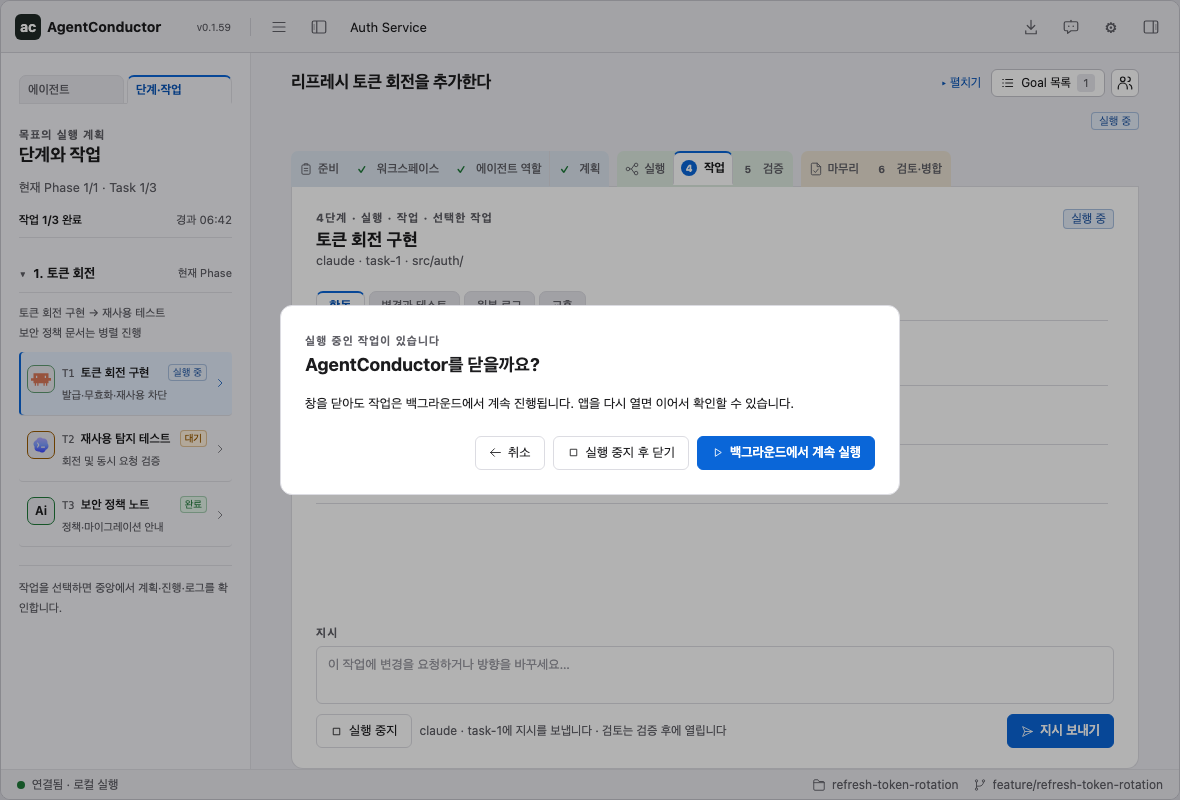 ac AgentConductor v0.1.59 Auth Service
에이전트 단계·작업
목표의 실행 계획
단계와 작업
현재 Phase 1/1 · Task 1/3
작업 1/3 완료 경과 06:42
1. 토큰 회전 현재 Phase
토큰 회전 구현 → 재사용 테스트
보안 정책 문서는 병렬 진행
T1 토큰 회전 구현 실행 중
발급·무효화·재사용 차단
T2 재사용 탐지 테스트 대기
회전 및 동시 요청 검증
Ai T3 보안 정책 노트 완료
정책·마이그레이션 안내
작업을 선택하면 중앙에서 계획·진행·로그를 확
인합니다.
리프레시 토큰 회전을 추가한다 펼치기 Goal 목록 1
실행 중
준비 워크스페이스 에이전트 역할 계획 실행 4 작업 5 검증 마무리 6 검토·병합
4단계 · 실행 · 작업 · 선택한 작업 실행 중
토큰 회전 구현
claude · task-1 · src/auth/
실행 중인 작업이 있습니다
AgentConductor를 닫을까요?
창을 닫아도 작업은 백그라운드에서 계속 진행됩니다. 앱을 다시 열면 이어서 확인할 수 있습니다.
취소 실행 중지 후 닫기 백그라운드에서 계속 실행
지시
이 작업에 변경을 요청하거나 방향을 바꾸세요...
실행 중지 claude · task-1에 지시를 보냅니다 · 검토는 검증 후에 열립니다 지시 보내기
연결됨 · 로컬 실행 refresh-token-rotation feature/refresh-token-rotation